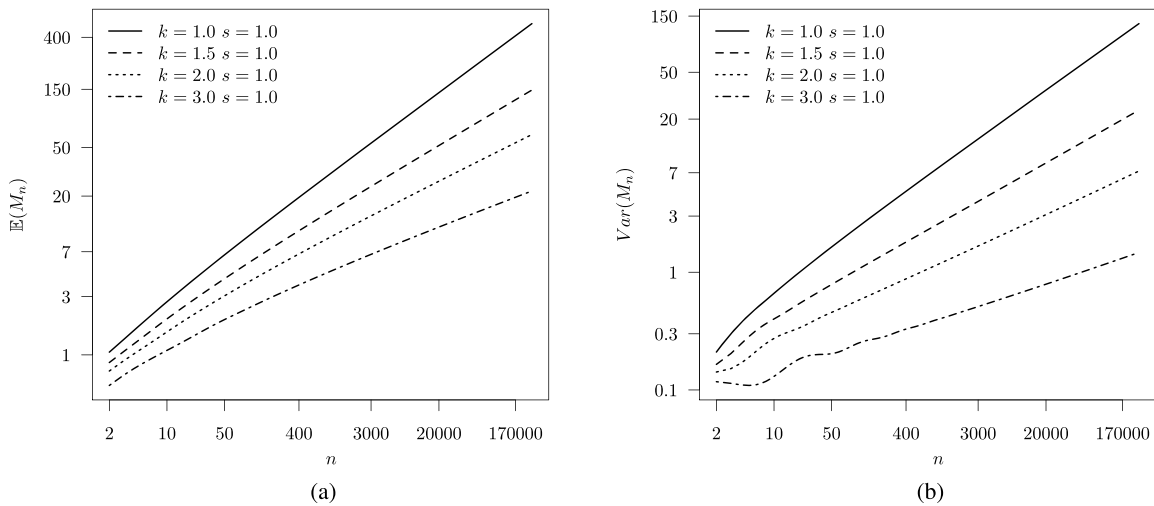 k = 1.0 s = 1.0
k = 1.5 s = 1.0
k = 2.0 s = 1.0
k = 3.0 s = 1.0
400
150
50
20
7
3
1
𝔼(Mₙ)
2 10 50 400 3000 20000 170000
n
(a)
k = 1.0 s = 1.0
k = 1.5 s = 1.0
k = 2.0 s = 1.0
k = 3.0 s = 1.0
150
50
20
7
3
1
0.3
0.1
Var(Mₙ)
2 10 50 400 3000 20000 170000
n
(b)